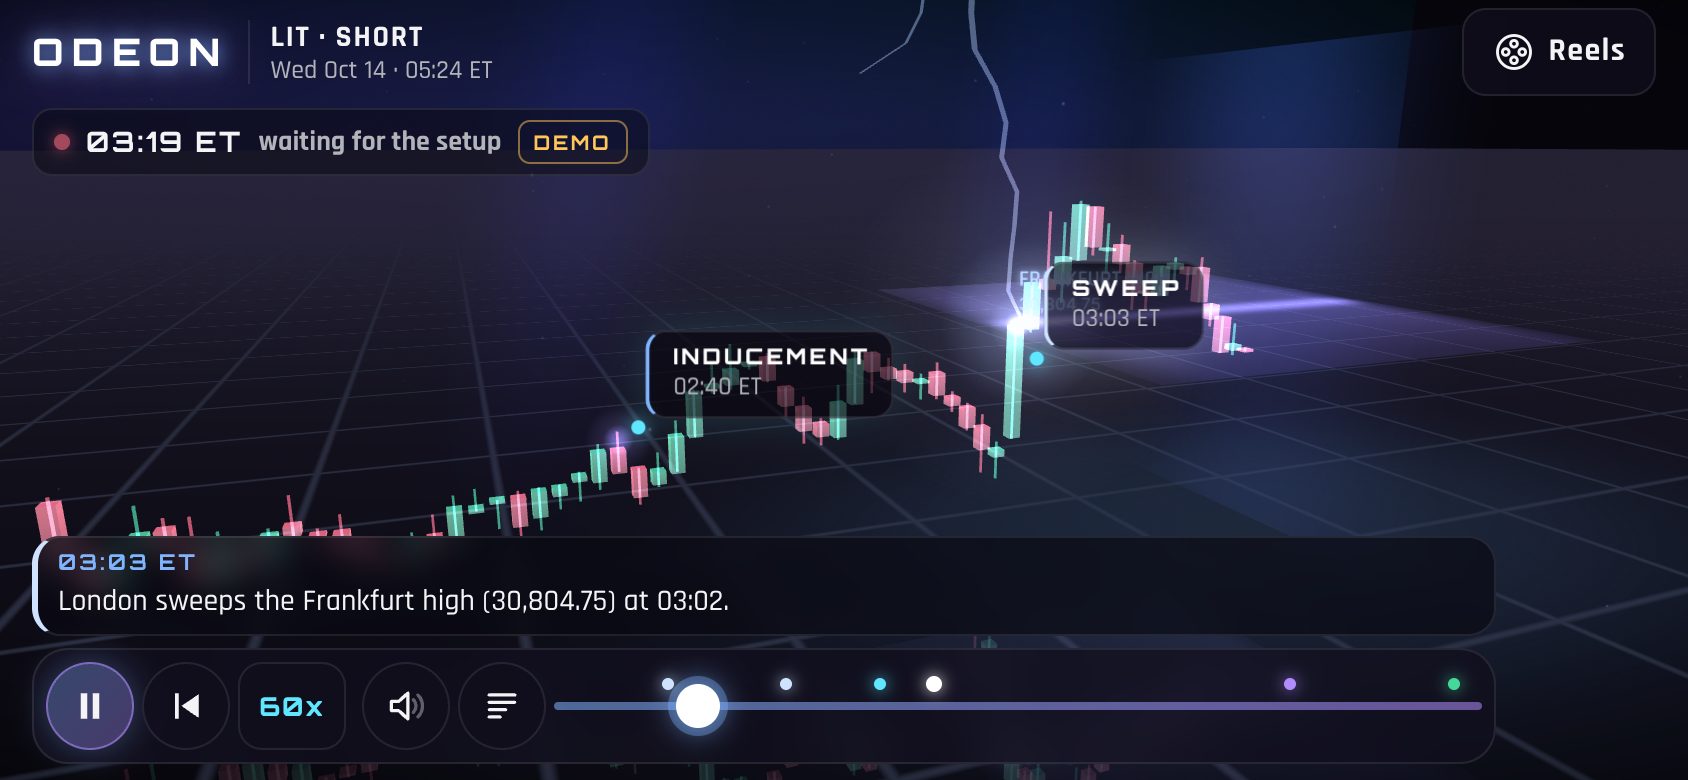 ODEON
LIT · SHORT
Wed Oct 14 · 05:24 ET
Reels
03:19 ET waiting for the setup DEMO
SWEEP
03:03 ET
INDUCEMENT
02:40 ET
03:03 ET
London sweeps the Frankfurt high (30,804.75) at 03:02.
60x